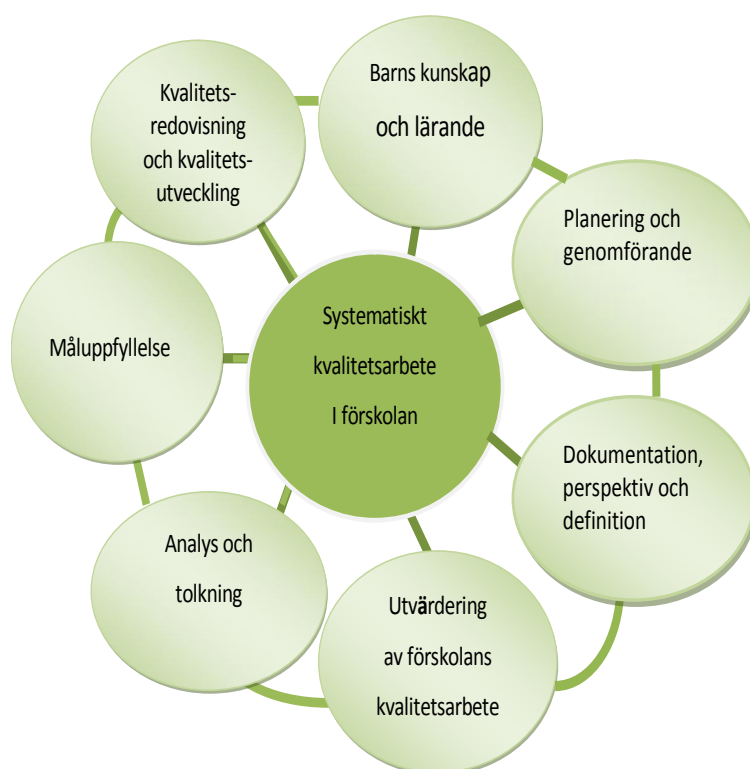 Barns kunskap
och lärande
Planering och
genomförande
Dokumentation,
perspektiv och
definition
Utvärdering
av förskolans
kvalitetsarbete
Analys och
tolkning
Måluppfyllelse
Kvalitets-
redovisning
och kvalitets-
utveckling
Systematiskt
kvalitetsarbete
I förskolan